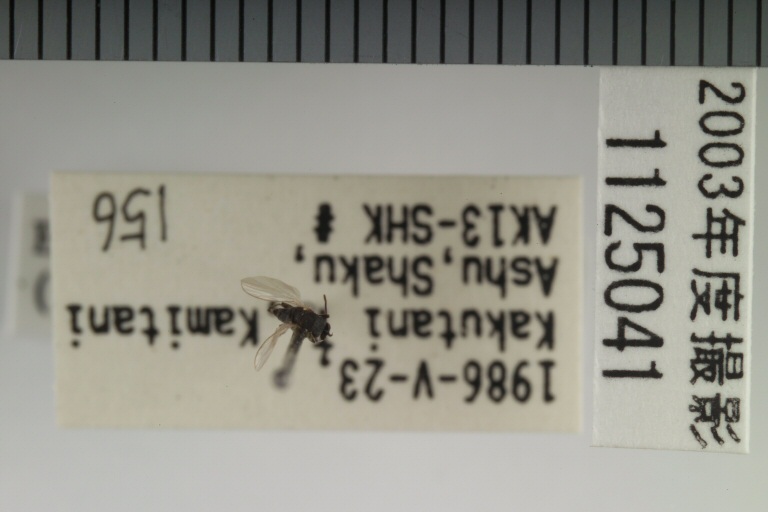 1986-V-23,
Kakutani Kamitani
Ashu, Shaku,
AK13-SHK #
156
2003年度撮影
1125041